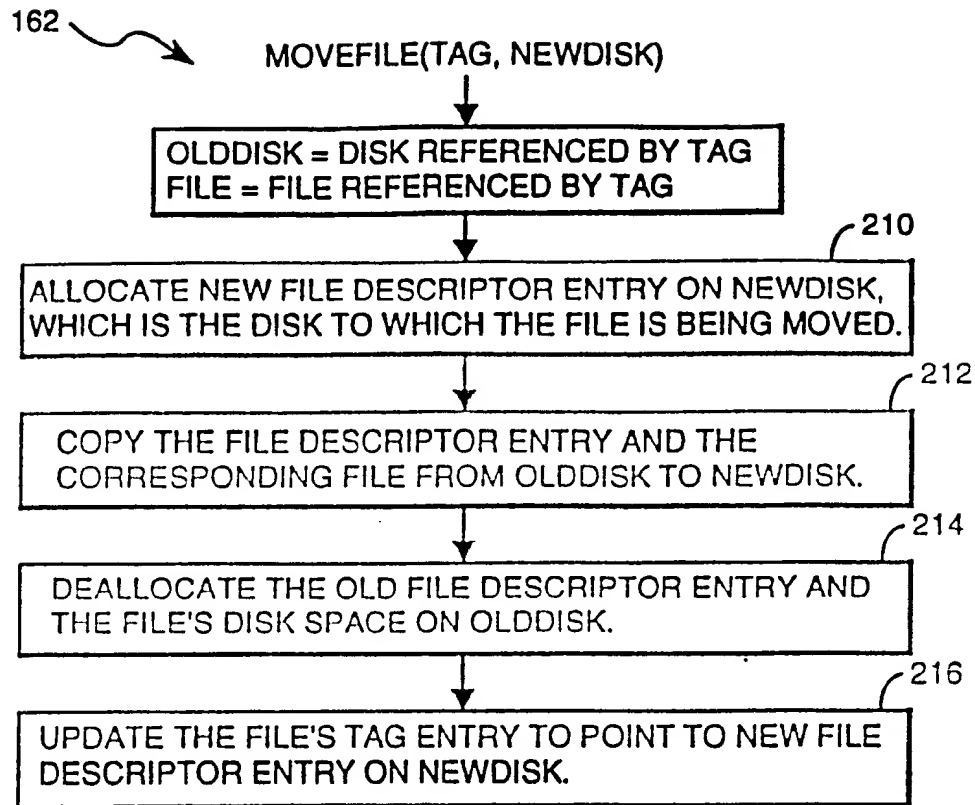 162
MOVEFILE(TAG, NEWDISK)
OLDDISK = DISK REFERENCED BY TAG
FILE = FILE REFERENCED BY TAG
210
ALLOCATE NEW FILE DESCRIPTOR ENTRY ON NEWDISK,
WHICH IS THE DISK TO WHICH THE FILE IS BEING MOVED.
212
COPY THE FILE DESCRIPTOR ENTRY AND THE
CORRESPONDING FILE FROM OLDDISK TO NEWDISK.
214
DEALLOCATE THE OLD FILE DESCRIPTOR ENTRY AND
THE FILE'S DISK SPACE ON OLDDISK.
216
UPDATE THE FILE'S TAG ENTRY TO POINT TO NEW FILE
DESCRIPTOR ENTRY ON NEWDISK.